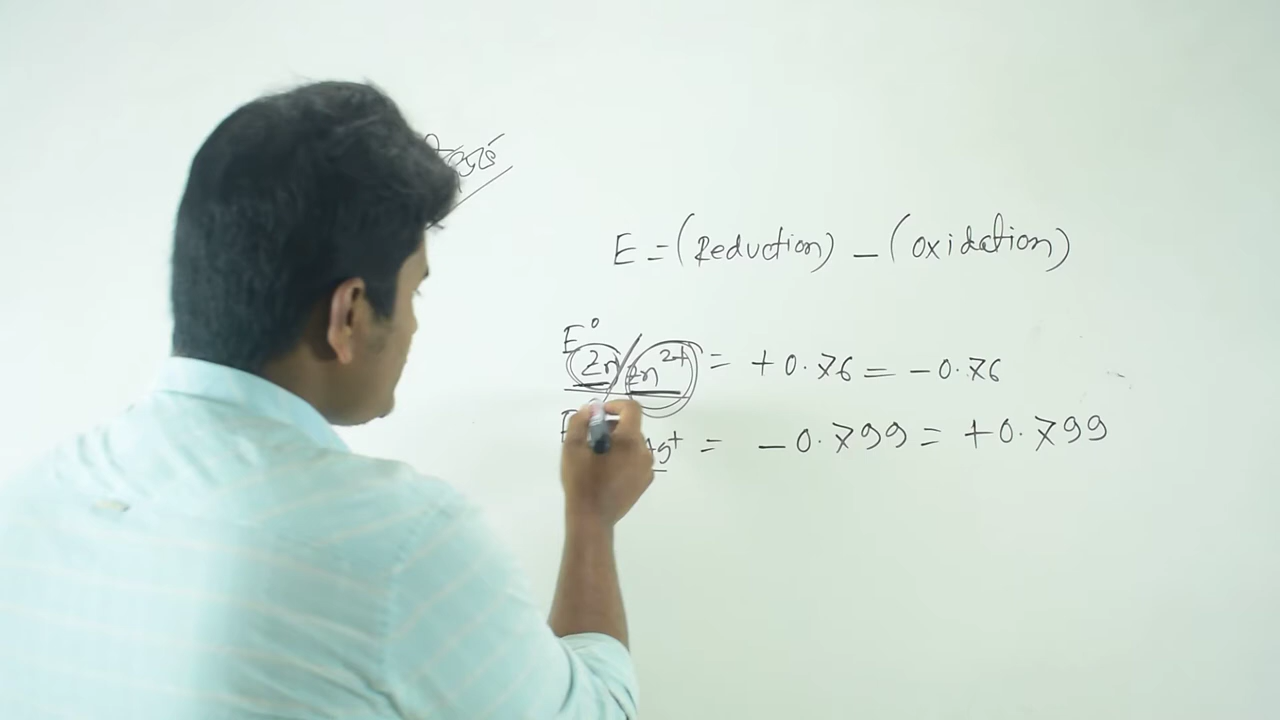 E = (Reduction) – (Oxidation)
E° Zn/Zn²⁺ = +0.76 = –0.76
Ag⁺ = –0.799 = +0.799